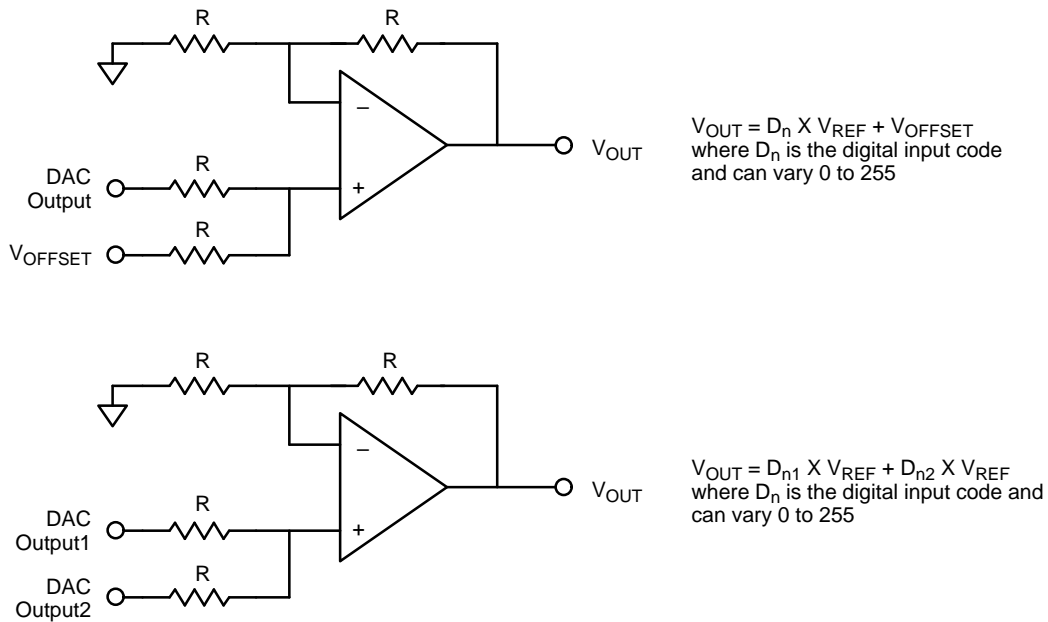 R
R
–
+
DAC
Output
R
R
V_OFFSET
V_OUT
V_OUT = D_n X V_REF + V_OFFSET
where D_n is the digital input code
and can vary 0 to 255
R
R
–
+
DAC
Output1
R
R
DAC
Output2
V_OUT
V_OUT = D_n1 X V_REF + D_n2 X V_REF
where D_n is the digital input code and
can vary 0 to 255